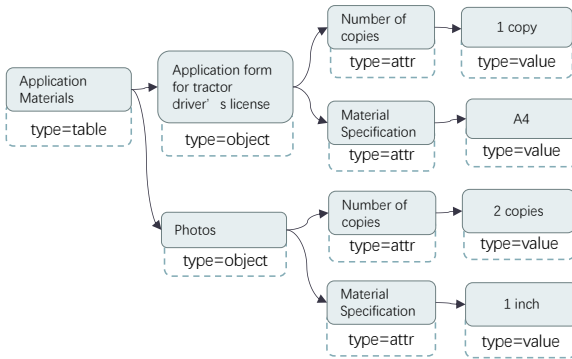 Application
Materials
type=table
Application form
for tractor
driver’ s license
type=object
Number of
copies
type=attr
1 copy
type=value
Material
Specification
type=attr
A4
type=value
Photos
type=object
Number of
copies
type=attr
2 copies
type=value
Material
Specification
type=attr
1 inch
type=value